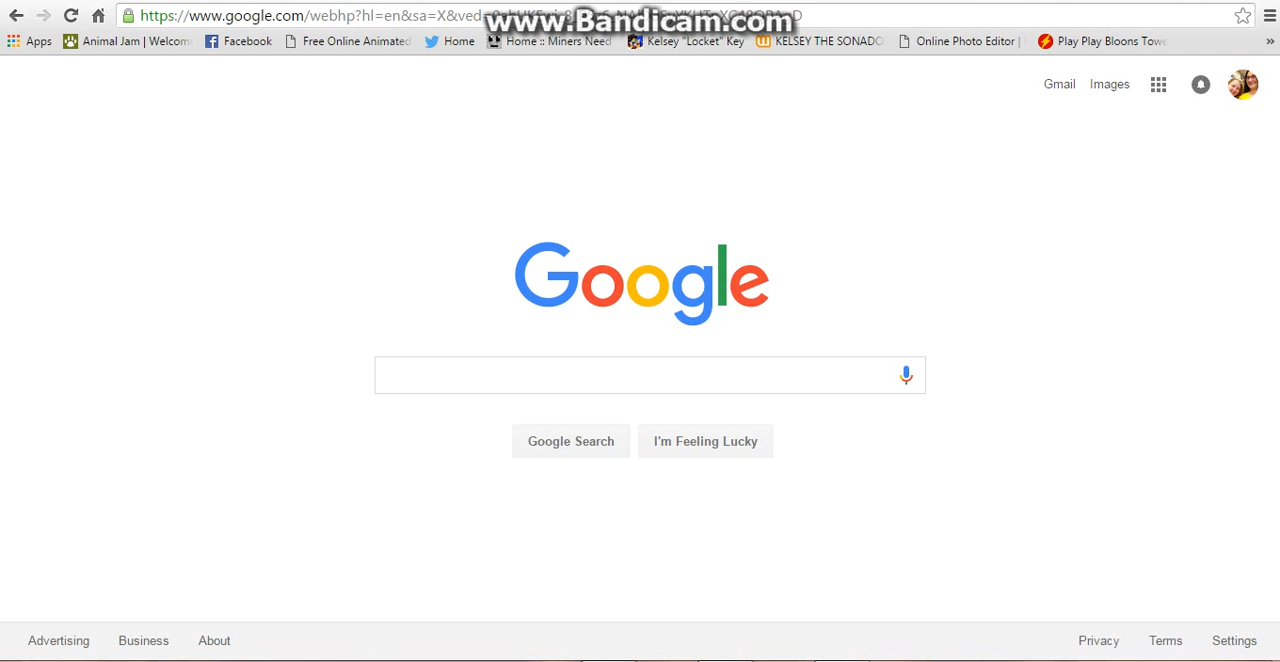 https://www.google.com/webhp?hl=en&sa=X&ved
www.Bandicam.com
Apps Animal Jam | Welcom Facebook Free Online Animated Home Home :: Miners Need Kelsey "Locket" Key KELSEY THE SONADO Online Photo Editor | Play Play Bloons Towe »
Gmail Images
Google
Google Search I'm Feeling Lucky
Advertising Business About Privacy Terms Settings